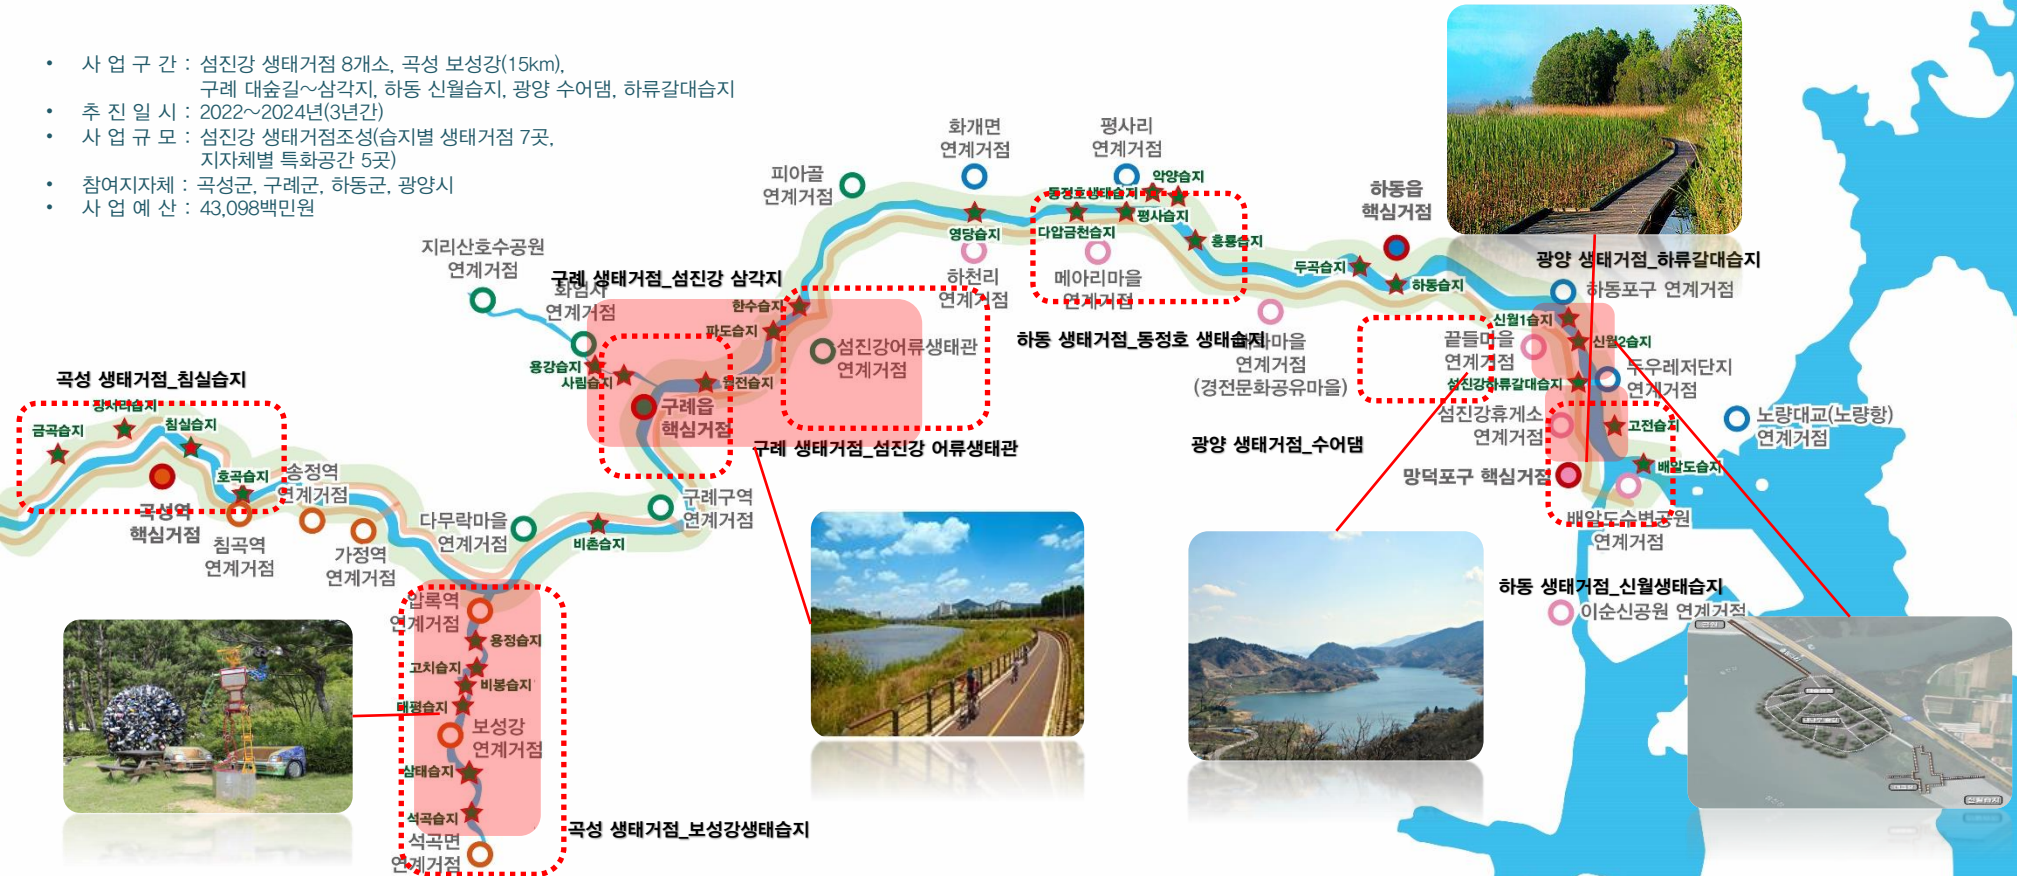 • 사 업 구 간 : 섬진강 생태거점 8개소, 곡성 보성강(15km),
구례 대숲길~삼각지, 하동 신월습지, 광양 수어댐, 하류갈대습지
• 추 진 일 시 : 2022~2024년(3년간)
• 사 업 규 모 : 섬진강 생태거점조성(습지별 생태거점 7곳,
지자체별 특화공간 5곳)
• 참여지자체 : 곡성군, 구례군, 하동군, 광양시
• 사 업 예 산 : 43,098백만원
지리산호수공원
연계거점
화엄사
연계거점
구례 생태거점_섬진강 삼각지
피아골
연계거점
화개면
연계거점
평사리
연계거점
동정호생태습지
악양습지
평사습지
영당습지
다압금천습지
홍룡습지
하천리
연계거점
메아리마을
연계거점
하동읍
핵심거점
두곡습지
하동습지
광양 생태거점_하류갈대습지
하동포구 연계거점
한수습지
파도습지
섬진강어류생태관
연계거점
용강습지
사림습지
원전습지
구례읍
핵심거점
구례 생태거점_섬진강 어류생태관
하동 생태거점_동정호 생태습지
연계거점
(경전문화공유마을)
신월1습지
신월2습지
끝들마을
연계거점
두우레저단지
연계거점
섬진강하류갈대습지
섬진강휴게소
연계거점
고전습지
노량대교(노량항)
연계거점
광양 생태거점_수어댐
망덕포구 핵심거점
배알도습지
배알도수변공원
연계거점
곡성 생태거점_침실습지
금곡습지
침실습지
호곡습지
송정역
연계거점
곡성역
핵심거점
침곡역
연계거점
가정역
연계거점
다무락마을
연계거점
비촌습지
구례구역
연계거점
압록역
연계거점
용정습지
고치습지
비봉습지
태평습지
보성강
연계거점
삼태습지
석곡습지
석곡면
연계거점
곡성 생태거점_보성강생태습지
하동 생태거점_신월생태습지
이순신공원 연계거점
신월습지